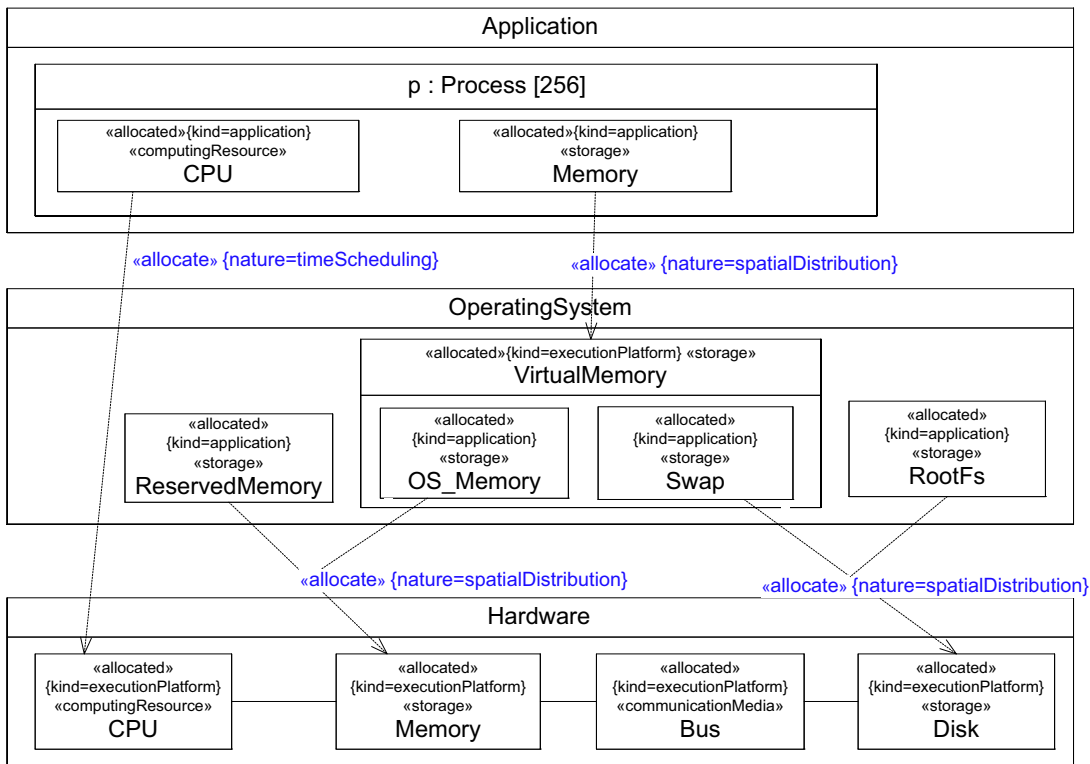 Application
p : Process [256]
«allocated»{kind=application}
«computingResource»
CPU
«allocated»{kind=application}
«storage»
Memory
«allocate» {nature=timeScheduling}
«allocate» {nature=spatialDistribution}
OperatingSystem
«allocated»{kind=executionPlatform} «storage»
VirtualMemory
«allocated»
{kind=application}
«storage»
ReservedMemory
«allocated»
{kind=application}
«storage»
OS_Memory
«allocated»
{kind=application}
«storage»
Swap
«allocated»
{kind=application}
«storage»
RootFs
«allocate» {nature=spatialDistribution}
«allocate» {nature=spatialDistribution}
Hardware
«allocated»
{kind=executionPlatform}
«computingResource»
CPU
«allocated»
{kind=executionPlatform}
«storage»
Memory
«allocated»
{kind=executionPlatform}
«communicationMedia»
Bus
«allocated»
{kind=executionPlatform}
«storage»
Disk